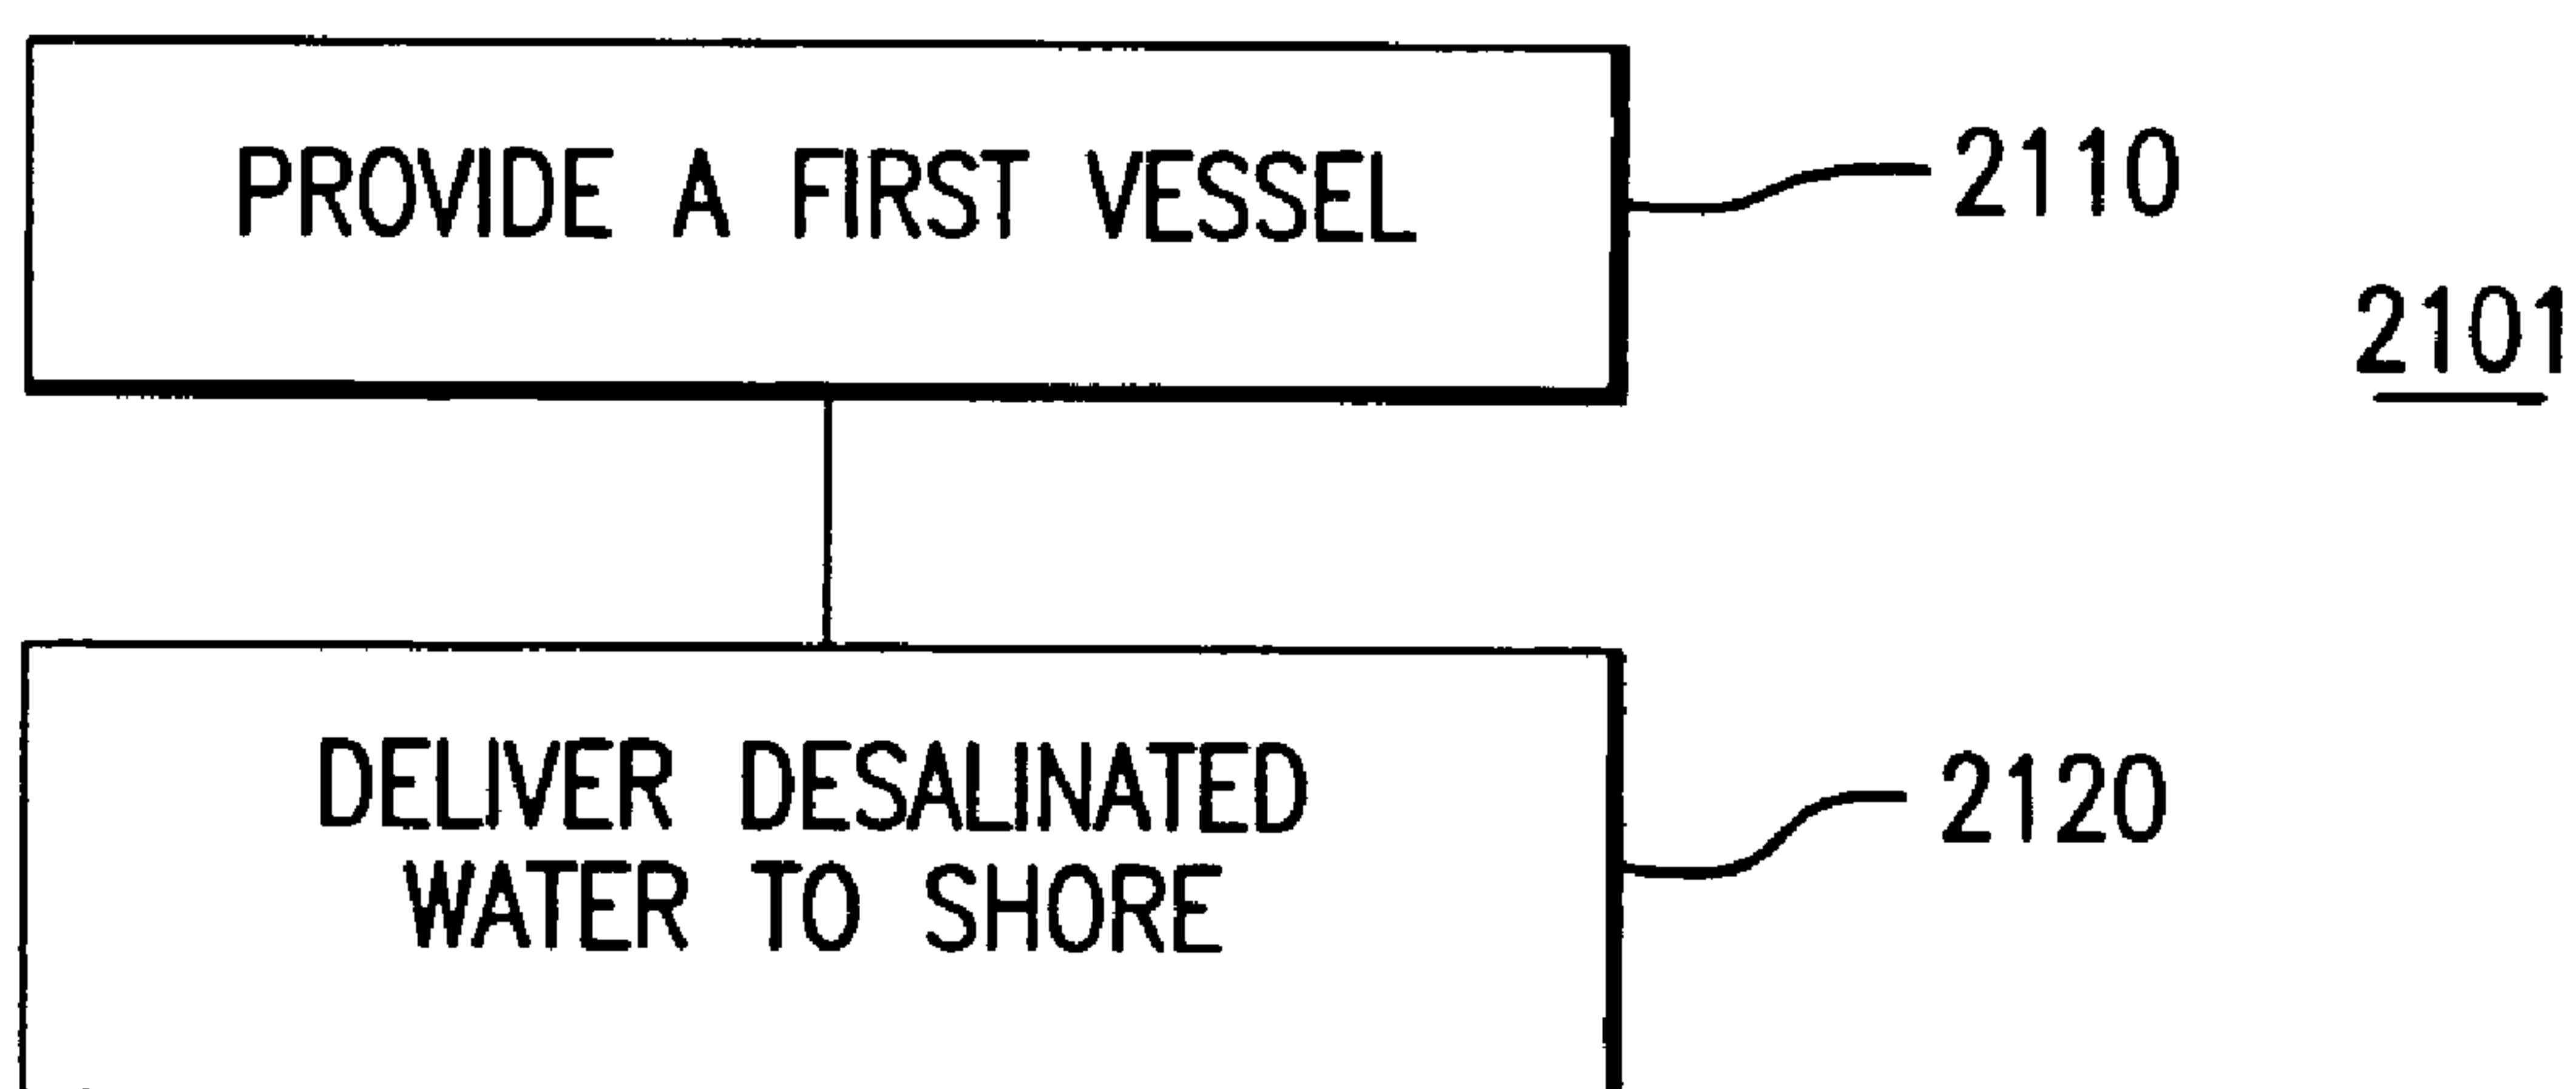 PROVIDE A FIRST VESSEL
2110
2101
DELIVER DESALINATED
WATER TO SHORE
2120